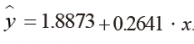 ŷ = 1.8873 + 0.2641 · x.